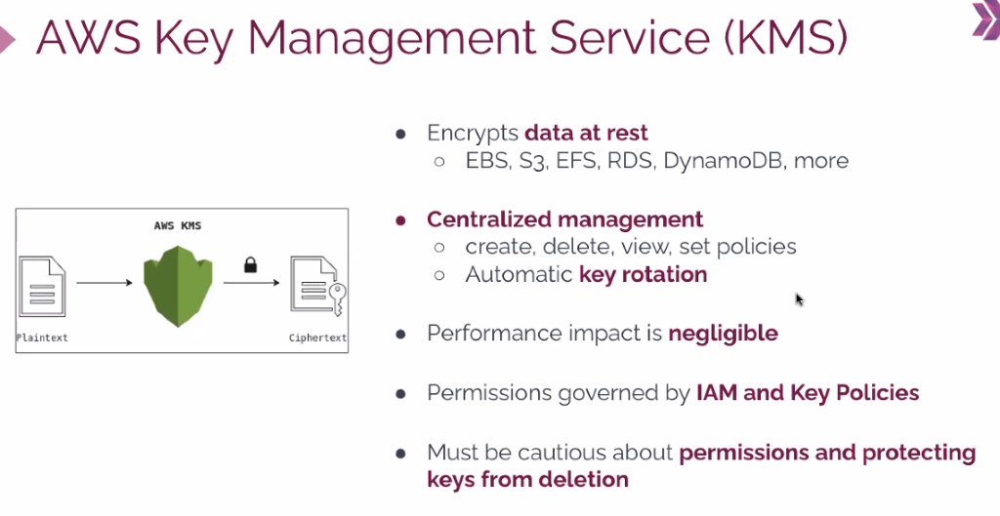 AWS Key Management Service (KMS)
Encrypts data at rest
EBS, S3, EFS, RDS, DynamoDB, more
Centralized management
create, delete, view, set policies
Automatic key rotation
Performance impact is negligible
Permissions governed by IAM and Key Policies
Must be cautious about permissions and protecting
keys from deletion
AWS KMS
Plaintext
Ciphertext